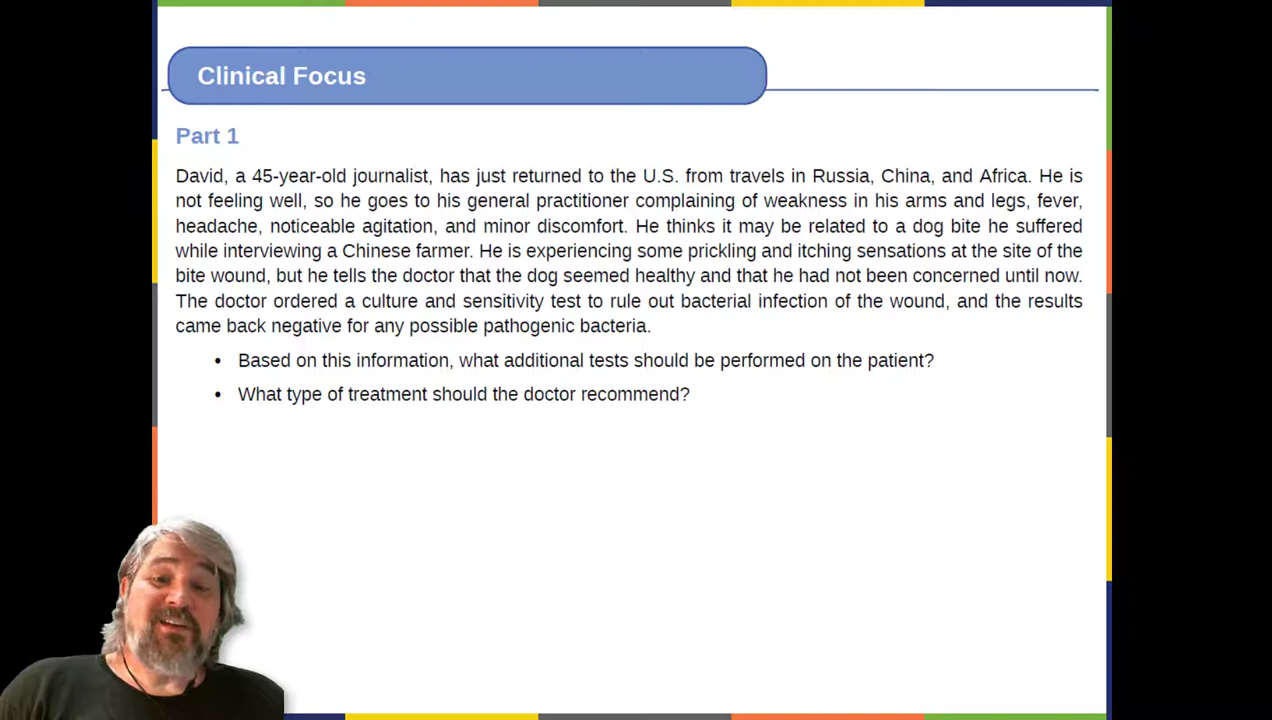 Clinical Focus
Part 1
David, a 45-year-old journalist, has just returned to the U.S. from travels in Russia, China, and Africa. He is
not feeling well, so he goes to his general practitioner complaining of weakness in his arms and legs, fever,
headache, noticeable agitation, and minor discomfort. He thinks it may be related to a dog bite he suffered
while interviewing a Chinese farmer. He is experiencing some prickling and itching sensations at the site of the
bite wound, but he tells the doctor that the dog seemed healthy and that he had not been concerned until now.
The doctor ordered a culture and sensitivity test to rule out bacterial infection of the wound, and the results
came back negative for any possible pathogenic bacteria.
• Based on this information, what additional tests should be performed on the patient?
• What type of treatment should the doctor recommend?